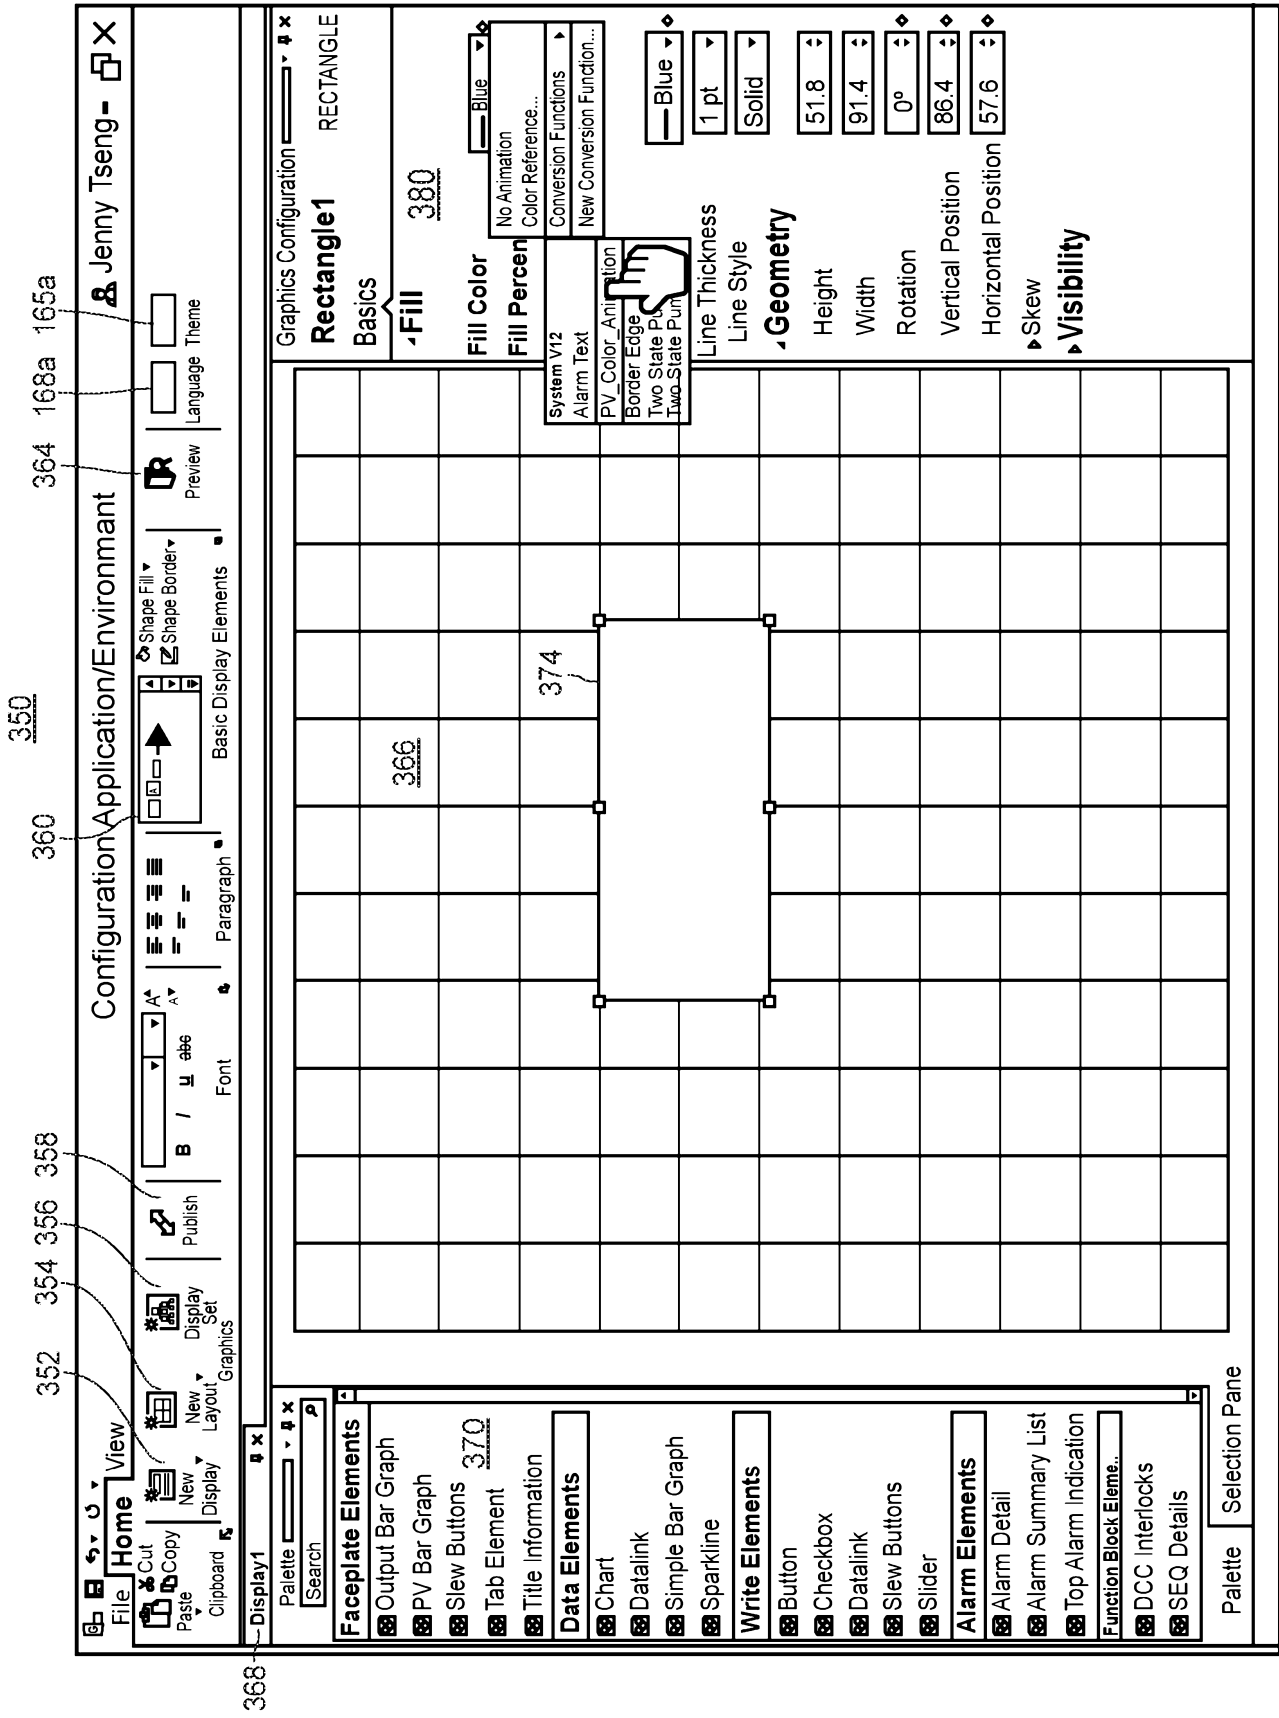 350
352
354
356
358
360
364
168a
165a
Configuration Application/Environmant
Jenny Tseng
File
Home
View
Paste
Cut
Copy
Clipboard
New
Display
New
Layout
Display
Set
Graphics
Publish
B I u abc
A A
Font
Paragraph
A
Shape Fill
Shape Border
Basic Display Elements
Preview
Language
Theme
368
Display1
Palette
Search
Faceplate Elements
Output Bar Graph
PV Bar Graph
Slew Buttons
370
Tab Element
Title Information
Data Elements
Chart
Datalink
Simple Bar Graph
Sparkline
Write Elements
Button
Checkbox
Datalink
Slew Buttons
Slider
Alarm Elements
Alarm Detail
Alarm Summary List
Top Alarm Indication
Function Block Eleme..
DCC Interlocks
SEQ Details
Palette
Selection Pane
366
374
Graphics Configuration
Rectangle1
RECTANGLE
Basics
Fill
380
Fill Color
Blue
Fill Percen
No Animation
Color Reference...
Conversion Functions
New Conversion Function...
System V12
Alarm Text
PV_Color_Animation
Border Edge
Two State Pu
Two State Pum
Blue
Line Thickness
1 pt
Line Style
Solid
Geometry
Height
51.8
Width
91.4
Rotation
0º
Vertical Position
86.4
Horizontal Position
57.6
Skew
Visibility